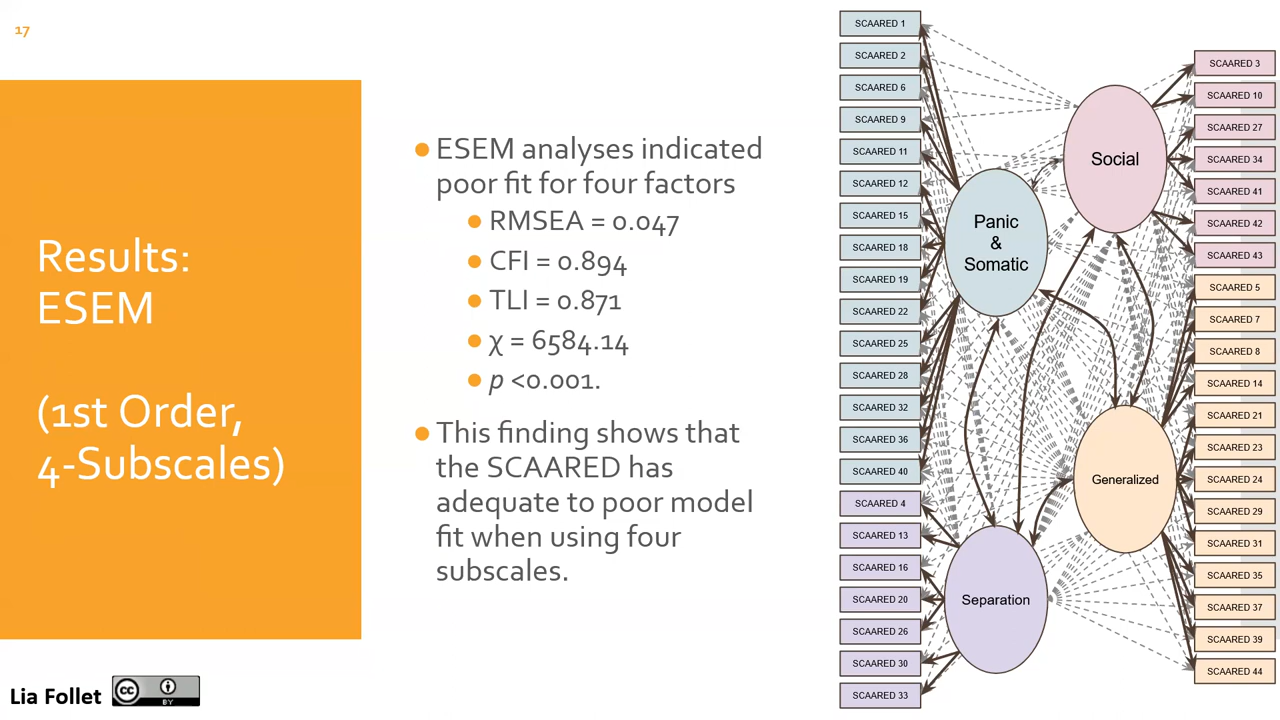 17
Results:
ESEM
(1st Order,
4-Subscales)
ESEM analyses indicated
poor fit for four factors
RMSEA = 0.047
CFI = 0.894
TLI = 0.871
χ = 6584.14
p <0.001.
This finding shows that
the SCAARED has
adequate to poor model
fit when using four
subscales.
SCAARED 1
SCAARED 2
SCAARED 6
SCAARED 9
SCAARED 11
SCAARED 12
SCAARED 15
SCAARED 18
SCAARED 19
SCAARED 22
SCAARED 25
SCAARED 28
SCAARED 32
SCAARED 36
SCAARED 40
SCAARED 4
SCAARED 13
SCAARED 16
SCAARED 20
SCAARED 26
SCAARED 30
SCAARED 33
Social
Panic
&
Somatic
Generalized
Separation
SCAARED 3
SCAARED 10
SCAARED 27
SCAARED 34
SCAARED 41
SCAARED 42
SCAARED 43
SCAARED 5
SCAARED 7
SCAARED 8
SCAARED 14
SCAARED 21
SCAARED 23
SCAARED 24
SCAARED 29
SCAARED 31
SCAARED 35
SCAARED 37
SCAARED 39
SCAARED 44
Lia Follet
cc
BY